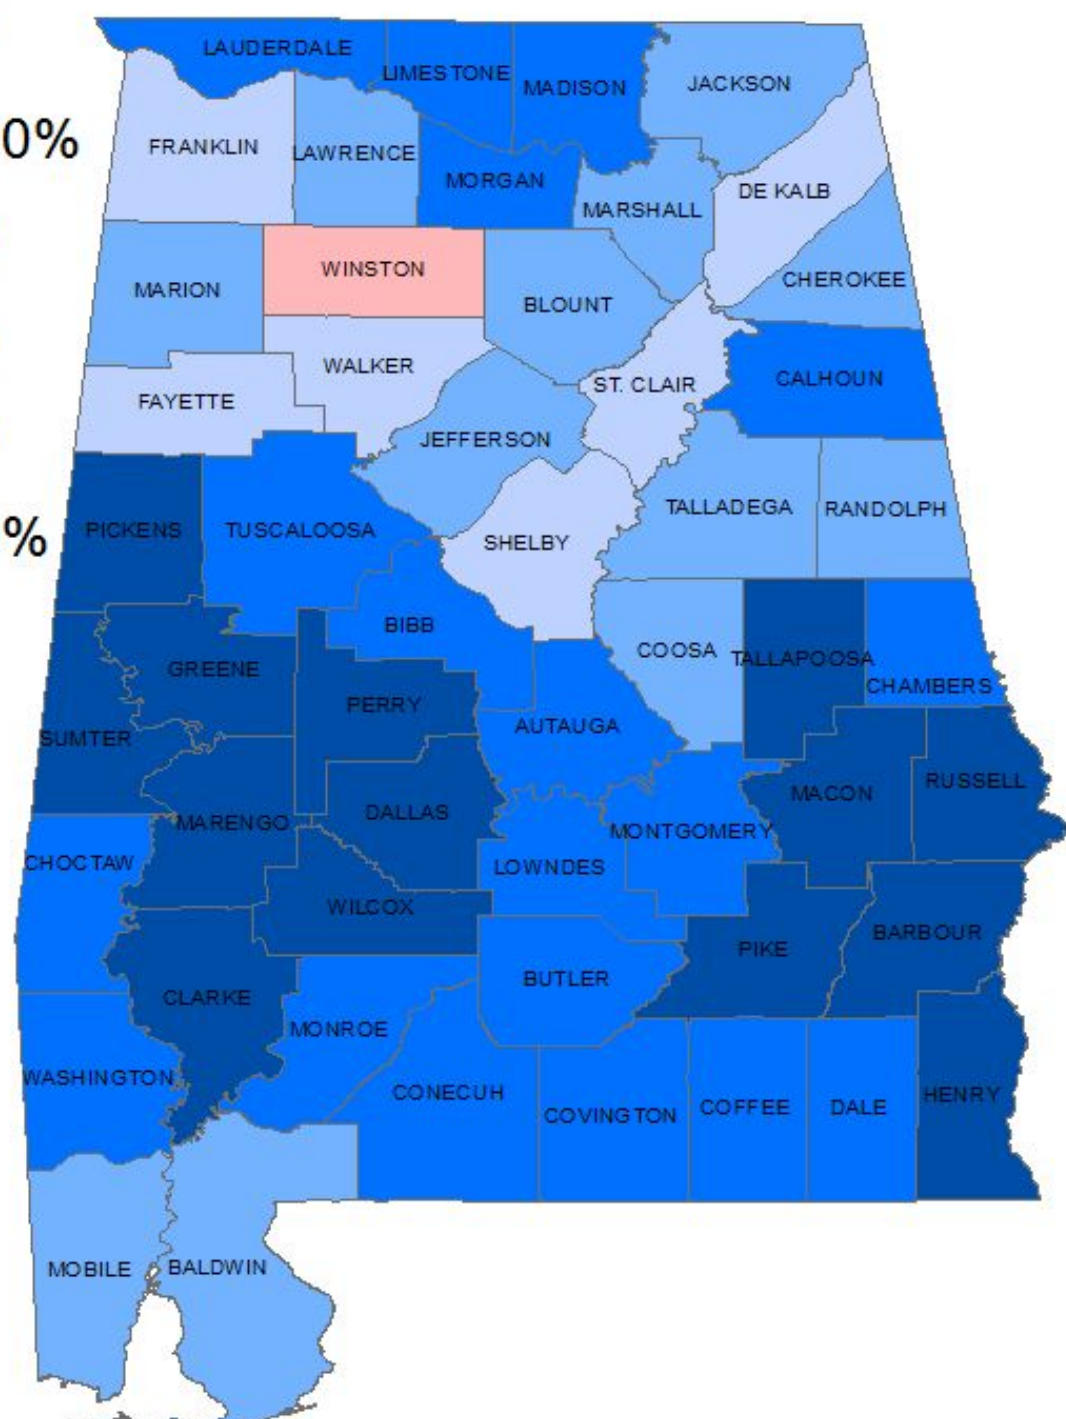 LAUDERDALE
LIMESTONE
MADISON
JACKSON
0%
FRANKLIN
LAWRENCE
MORGAN
DE KALB
MARSHALL
WINSTON
CHEROKEE
MARION
BLOUNT
WALKER
ST. CLAIR
CALHOUN
FAYETTE
JEFFERSON
TALLADEGA
RANDOLPH
%
PICKENS
TUSCALOOSA
SHELBY
BIBB
COOSA
TALLAPOOSA
GREENE
CHAMBERS
PERRY
AUTAUGA
SUMTER
RUSSELL
MACON
DALLAS
MARENGO
MONTGOMERY
CHOCTAW
LOWNDES
WILCOX
BARBOUR
PIKE
BUTLER
CLARKE
MONROE
WASHINGTON
CONECUH
HENRY
COVINGTON
COFFEE
DALE
MOBILE
BALDWIN